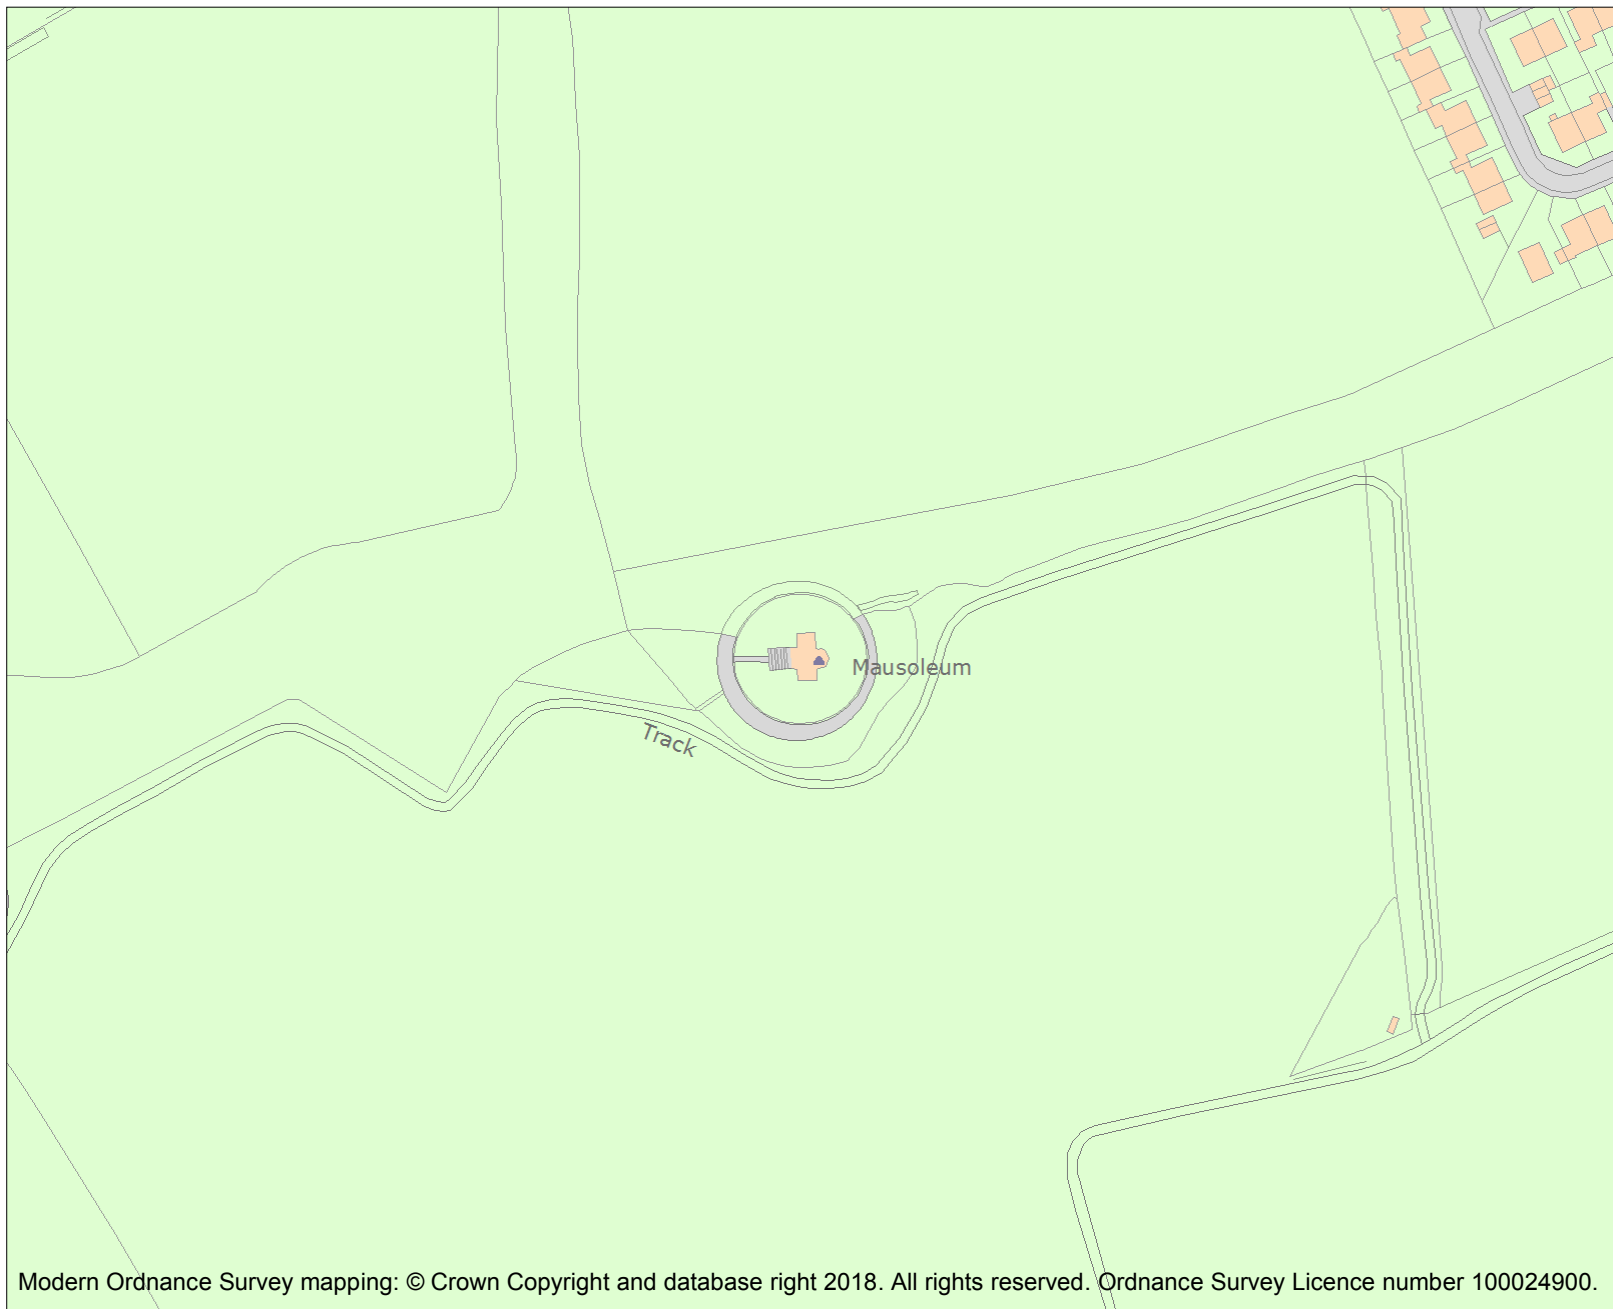 Mausoleum
Track
Modern Ordnance Survey mapping: © Crown Copyright and database right 2018. All rights reserved. Ordnance Survey Licence number 100024900.